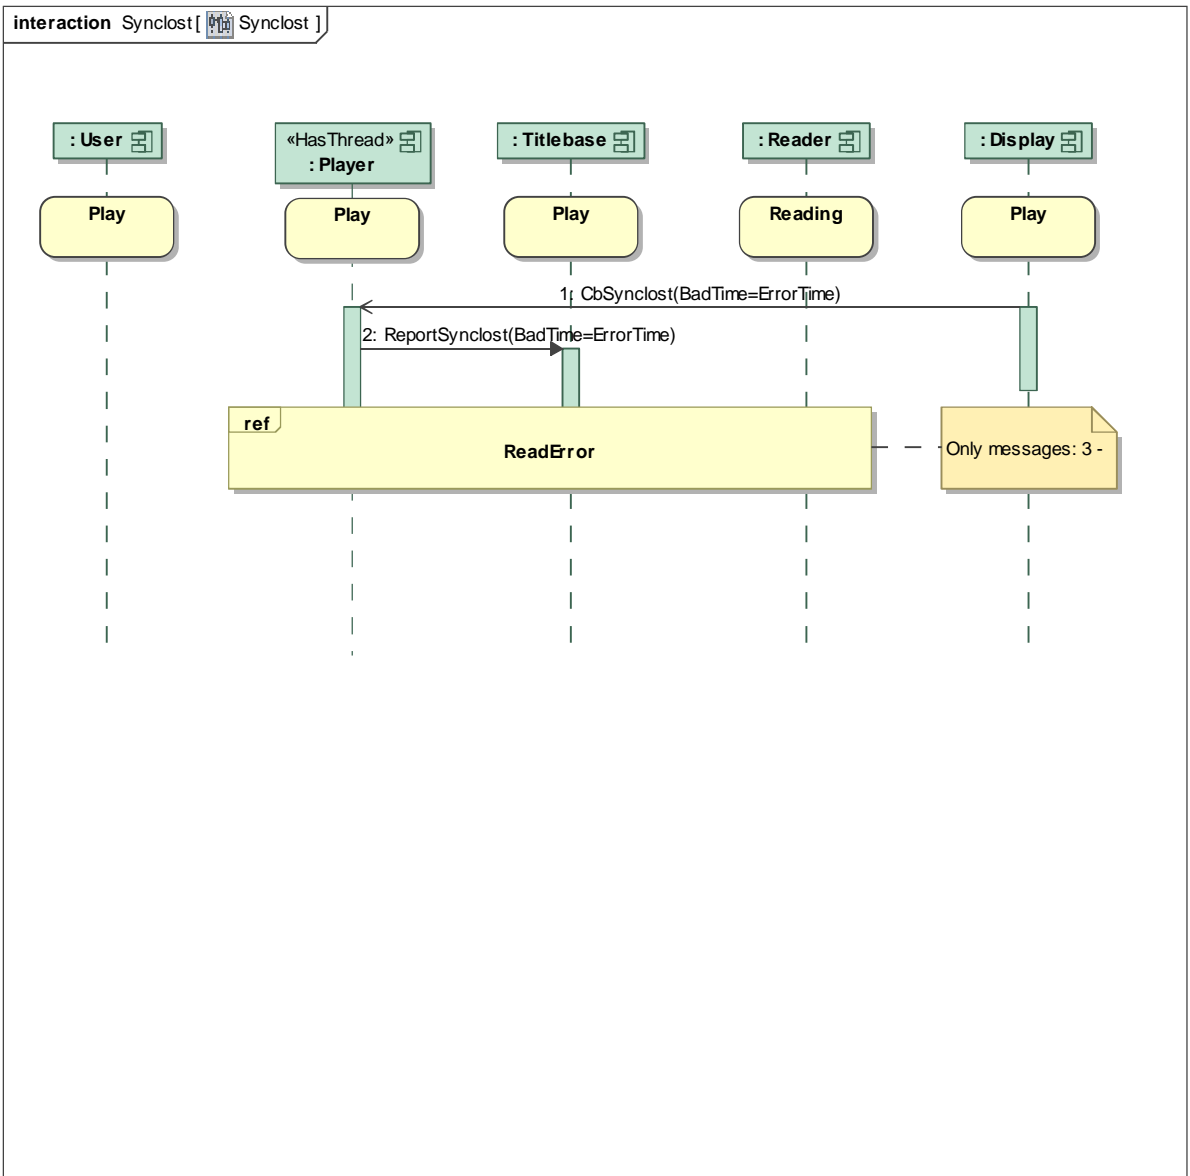 interaction Synclost[ Synclost ]
: User
«HasThread»
: Player
: Titlebase
: Reader
: Display
Play
Play
Play
Reading
Play
1: CbSynclost(BadTime=ErrorTime)
2: ReportSynclost(BadTime=ErrorTime)
ref
ReadError
Only messages: 3 -